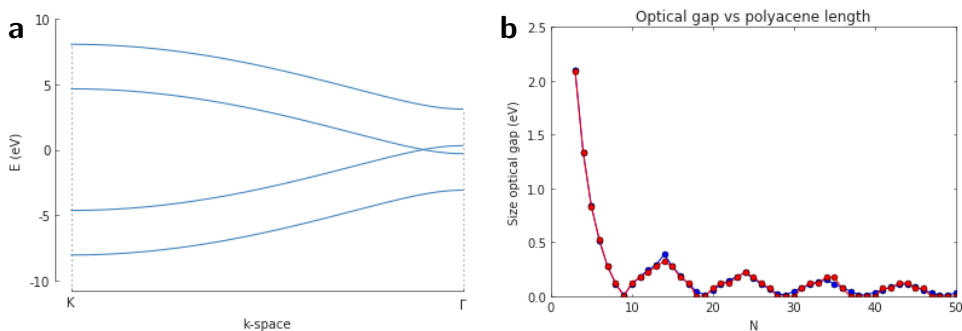 a
10
5
0
-5
-10
E (eV)
K
Γ
k-space
b
Optical gap vs polyacene length
2.5
2.0
1.5
1.0
0.5
0.0
Size optical gap (eV)
0 10 20 30 40 50
N